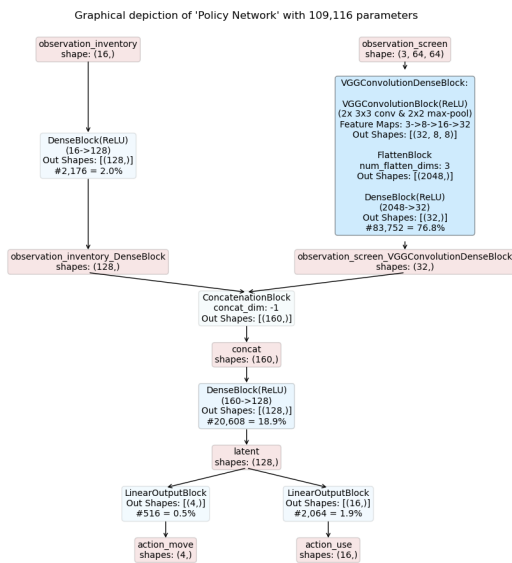 Graphical depiction of 'Policy Network' with 109,116 parameters
observation_inventory
shape: (16,)
observation_screen
shape: (3, 64, 64)
VGGConvolutionDenseBlock:
VGGConvolutionBlock(ReLU)
(2x 3x3 conv & 2x2 max-pool)
Feature Maps: 3->8->16->32
Out Shapes: [(32, 8, 8)]
FlattenBlock
num_flatten_dims: 3
Out Shapes: [(2048,)]
DenseBlock(ReLU)
(2048->32)
Out Shapes: [(32,)]
#83,752 = 76.8%
DenseBlock(ReLU)
(16->128)
Out Shapes: [(128,)]
#2,176 = 2.0%
observation_inventory_DenseBlock
shapes: (128,)
observation_screen_VGGConvolutionDenseBlock
shapes: (32,)
ConcatenationBlock
concat_dim: -1
Out Shapes: [(160,)]
concat
shapes: (160,)
DenseBlock(ReLU)
(160->128)
Out Shapes: [(128,)]
#20,608 = 18.9%
latent
shapes: (128,)
LinearOutputBlock
Out Shapes: [(4,)]
#516 = 0.5%
LinearOutputBlock
Out Shapes: [(16,)]
#2,064 = 1.9%
action_move
shapes: (4,)
action_use
shapes: (16,)